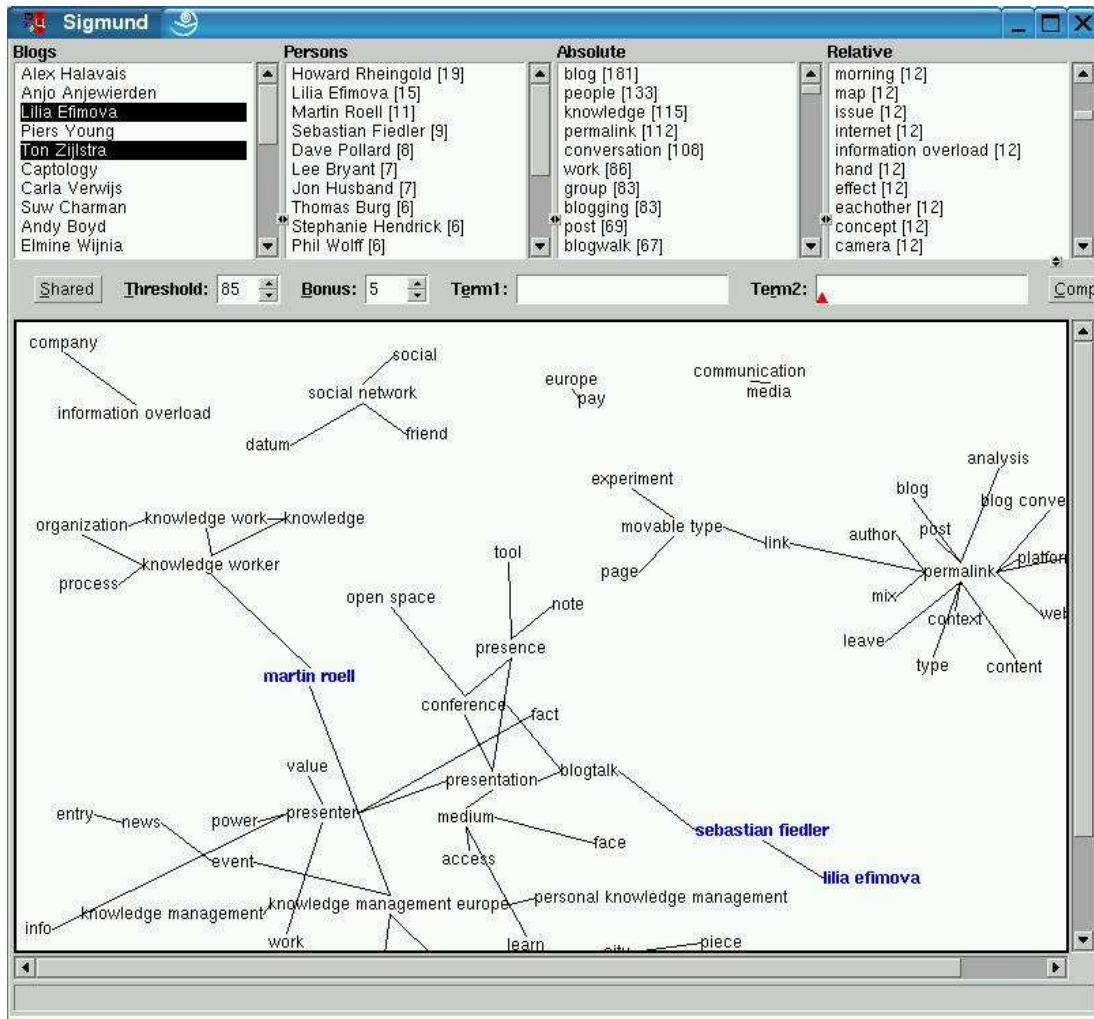 Sigmund
Blogs Persons Absolute Relative
Alex Halavais Howard Rheingold [19] blog [181] morning [12]
Anjo Anjewierden Lilia Efimova [15] people [133] map [12]
Lilia Efimova Martin Roell [11] knowledge [115] issue [12]
Piers Young Sebastian Fiedler [9] permalink [112] internet [12]
Ton Zijlstra Dave Pollard [8] conversation [108] information overload [12]
Captology Lee Bryant [7] work [86] hand [12]
Carla Verwijs Jon Husband [7] group [83] effect [12]
Suw Charman Thomas Burg [6] blogging [83] eachother [12]
Andy Boyd Stephanie Hendrick [6] post [69] concept [12]
Elmine Wijnia Phil Wolff [6] blogwalk [67] camera [12]
Shared Threshold: 85 Bonus: 5 Term1: Term2: Comp
company
social
communication
europe
social network
media
pay
information overload
friend
datum
analysis
experiment
blog
blog conve
knowledge work knowledge
organization
movable type
post
author
link
tool
platform
knowledge worker
page
permalink
process
open space
note
mix
web
context
leave
presence
type
content
martin roell
conference
fact
value
blogtalk
presentation
entry
news
power
presenter
medium
sebastian fiedler
face
event
access
lilia efimova
personal knowledge management
knowledge management
knowledge management europe
info
work
learn
piece
city